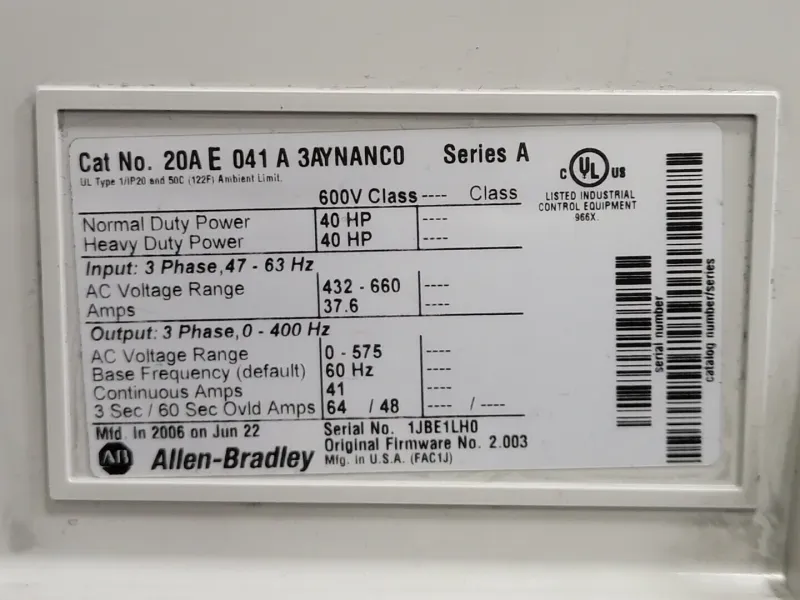 Cat No. 20A E 041 A 3AYNANC0 Series A
UL Type 1/IP20 and 50C (122F) Ambient Limit.
c UL us
LISTED INDUSTRIAL
CONTROL EQUIPMENT
966X.
600V Class ---- Class
Normal Duty Power 40 HP ----
Heavy Duty Power 40 HP ----
Input: 3 Phase, 47 - 63 Hz
AC Voltage Range 432 - 660 ----
Amps 37.6 ----
Output: 3 Phase, 0 - 400 Hz
AC Voltage Range 0 - 575 ----
Base Frequency (default) 60 Hz ----
Continuous Amps 41 ----
3 Sec / 60 Sec Ovld Amps 64 / 48 ---- / ----
Mfd. in 2006 on Jun 22 Serial No. 1JBE1LH0
Original Firmware No. 2.003
AB Allen-Bradley Mfg. in U.S.A. (FAC1J)
serial number
catalog number/series